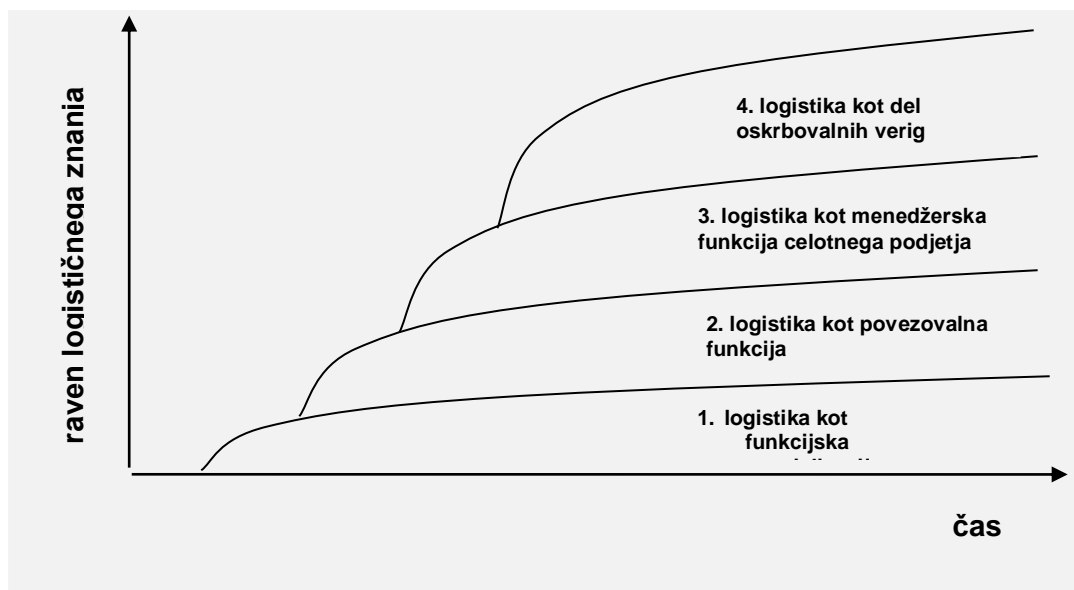 raven logističnega znanja
4. logistika kot del
oskrbovalnih verig
3. logistika kot menedžerska
funkcija celotnega podjetja
2. logistika kot povezovalna
funkcija
1. logistika kot
funkcijska
čas